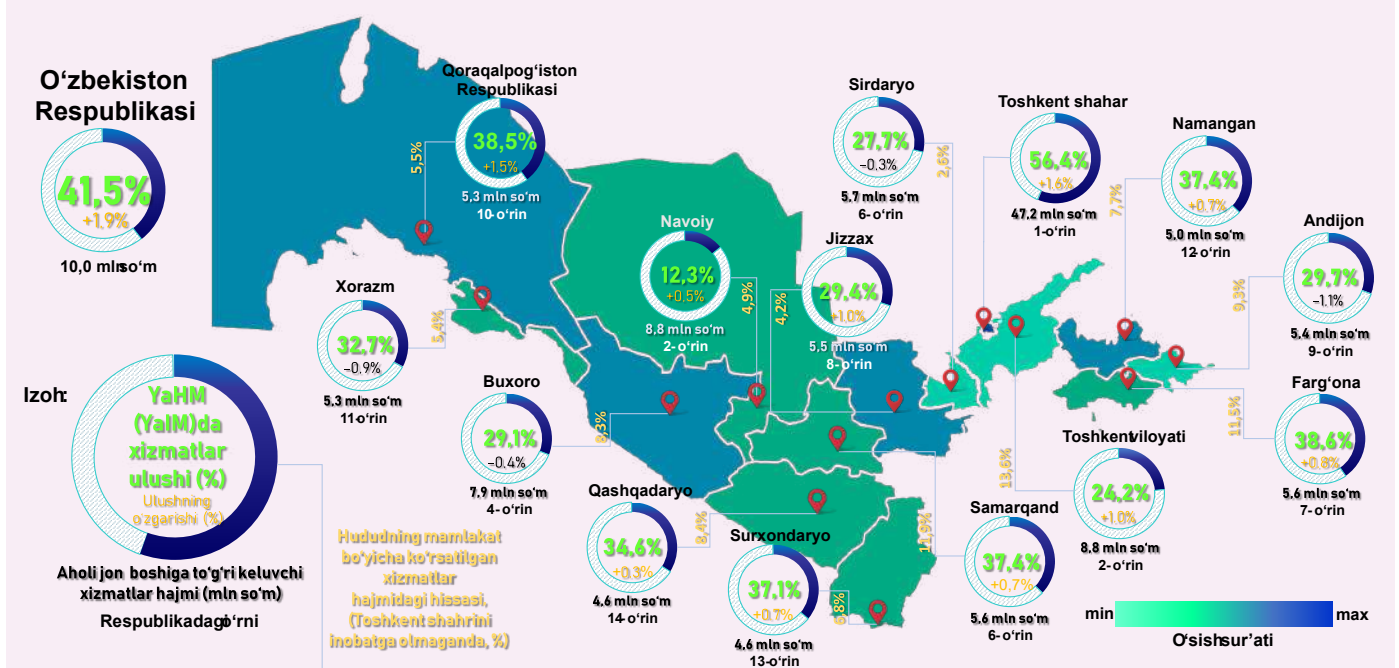 O‘zbekiston
Respublikasi
41,5%
+1.9%
10,0 mln so‘m
Qoraqalpog‘iston
Respublikasi
38,5%
+1.5%
5,3 mln so‘m
10-o‘rin
5,5%
Sirdaryo
27,7%
–0.3%
5.7 mln so‘m
6- o‘rin
2,6%
Toshkent shahar
56,4%
+1.6%
47.2 mln so‘m
1-o‘rin
Namangan
37,4%
+0.7%
5.0 mln so‘m
12-o‘rin
7,7%
Navoiy
12,3%
+0.5%
8,8 mln so‘m
2- o‘rin
4,9%
Jizzax
29.4%
+1.0%
5,5 mln so‘m
8- o‘rin
4,2%
Andijon
29,7%
–1.1%
5.4 mln so‘m
9- o‘rin
9,3%
Xorazm
32,7%
–0.9%
5.3 mln so‘m
11-o‘rin
5,4%
Buxoro
29.1%
–0.4%
7.9 mln so‘m
4- o‘rin
8,3%
Farg‘ona
38,6%
+0.8%
5.6 mln so‘m
7- o‘rin
11,5%
Toshkent viloyati
24,2%
+1.0%
8,8 mln so‘m
2- o‘rin
13,6%
Qashqadaryo
34,6%
+0.3%
4.6 mln so‘m
14-o‘rin
8,4%
Surxondaryo
37.1%
+0.7%
4,6 mln so‘m
13-o‘rin
6,8%
Samarqand
37,4%
+0,7%
5.6 mln so‘m
6- o‘rin
11,9%
Izoh:
YaHM
(YaIM)da
xizmatlar
ulushi (%)
Ulushning
o‘zgarishi (%)
Aholi jon boshiga to‘g‘ri keluvchi
xizmatlar hajmi (mln so‘m)
Respublikadagi o‘rni
Hududning mamlakat
bo‘yicha ko‘rsatilgan
xizmatlar
hajmidagi hissasi,
(Toshkent shahrini
inobatga olmaganda, %)
min
max
O‘sish sur’ati